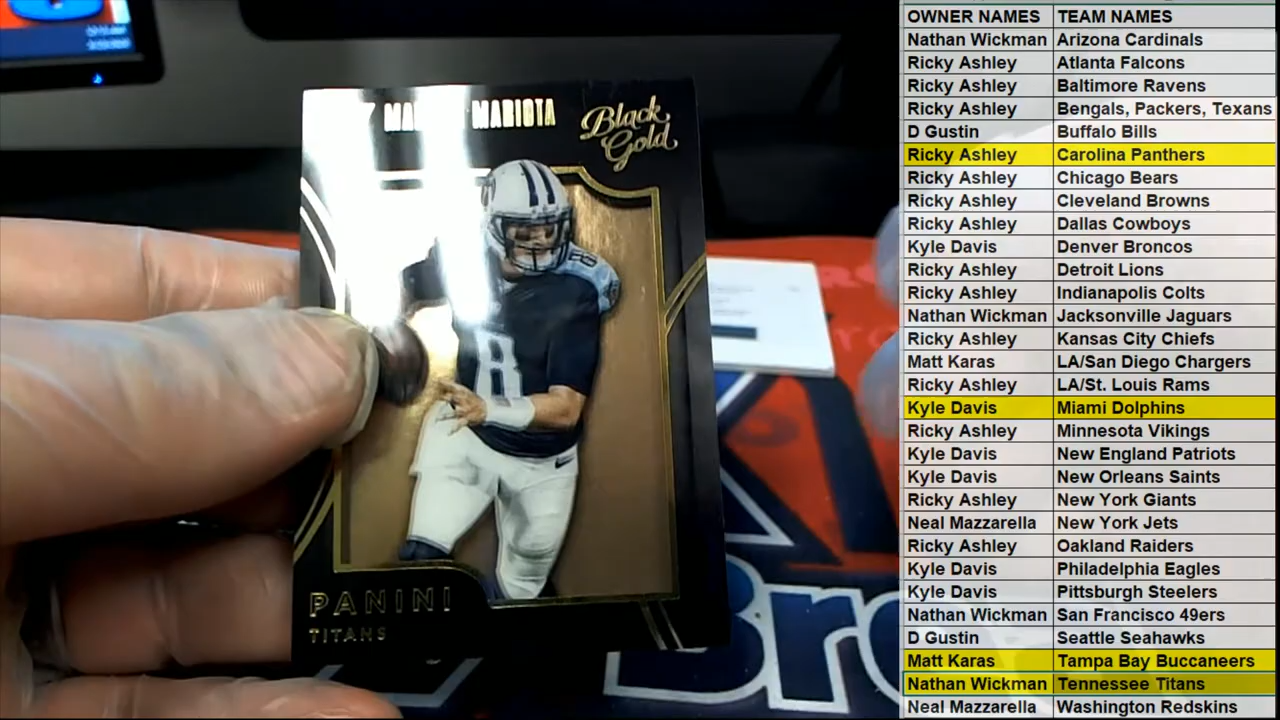 MARIOTA
Black
Gold
8
8
PANINI
TITANS
OWNER NAMES TEAM NAMES
Nathan Wickman Arizona Cardinals
Ricky Ashley Atlanta Falcons
Ricky Ashley Baltimore Ravens
Ricky Ashley Bengals, Packers, Texans
D Gustin Buffalo Bills
Ricky Ashley Carolina Panthers
Ricky Ashley Chicago Bears
Ricky Ashley Cleveland Browns
Ricky Ashley Dallas Cowboys
Kyle Davis Denver Broncos
Ricky Ashley Detroit Lions
Ricky Ashley Indianapolis Colts
Nathan Wickman Jacksonville Jaguars
Ricky Ashley Kansas City Chiefs
Matt Karas LA/San Diego Chargers
Ricky Ashley LA/St. Louis Rams
Kyle Davis Miami Dolphins
Ricky Ashley Minnesota Vikings
Kyle Davis New England Patriots
Kyle Davis New Orleans Saints
Ricky Ashley New York Giants
Neal Mazzarella New York Jets
Ricky Ashley Oakland Raiders
Kyle Davis Philadelphia Eagles
Kyle Davis Pittsburgh Steelers
Nathan Wickman San Francisco 49ers
D Gustin Seattle Seahawks
Matt Karas Tampa Bay Buccaneers
Nathan Wickman Tennessee Titans
Neal Mazzarella Washington Redskins